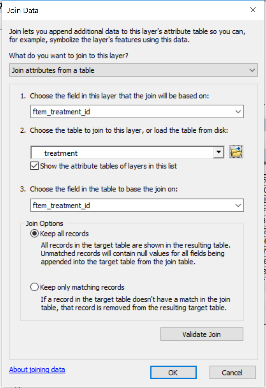 Join Data
Join lets you append additional data to this layer's attribute table so you can,
for example, symbolize the layer's features using this data.
What do you want to join to this layer?
Join attributes from a table
1. Choose the field in this layer that the join will be based on:
ftem_treatment_id
2. Choose the table to join to this layer, or load the table from disk:
treatment
Show the attribute tables of layers in this list
3. Choose the field in the table to base the join on:
ftem_treatment_id
Join Options
Keep all records
All records in the target table are shown in the resulting table.
Unmatched records will contain null values for all fields being
appended into the target table from the join table.
Keep only matching records
If a record in the target table doesn't have a match in the join
table, that record is removed from the resulting target table.
Validate Join
About joining data
OK
Cancel